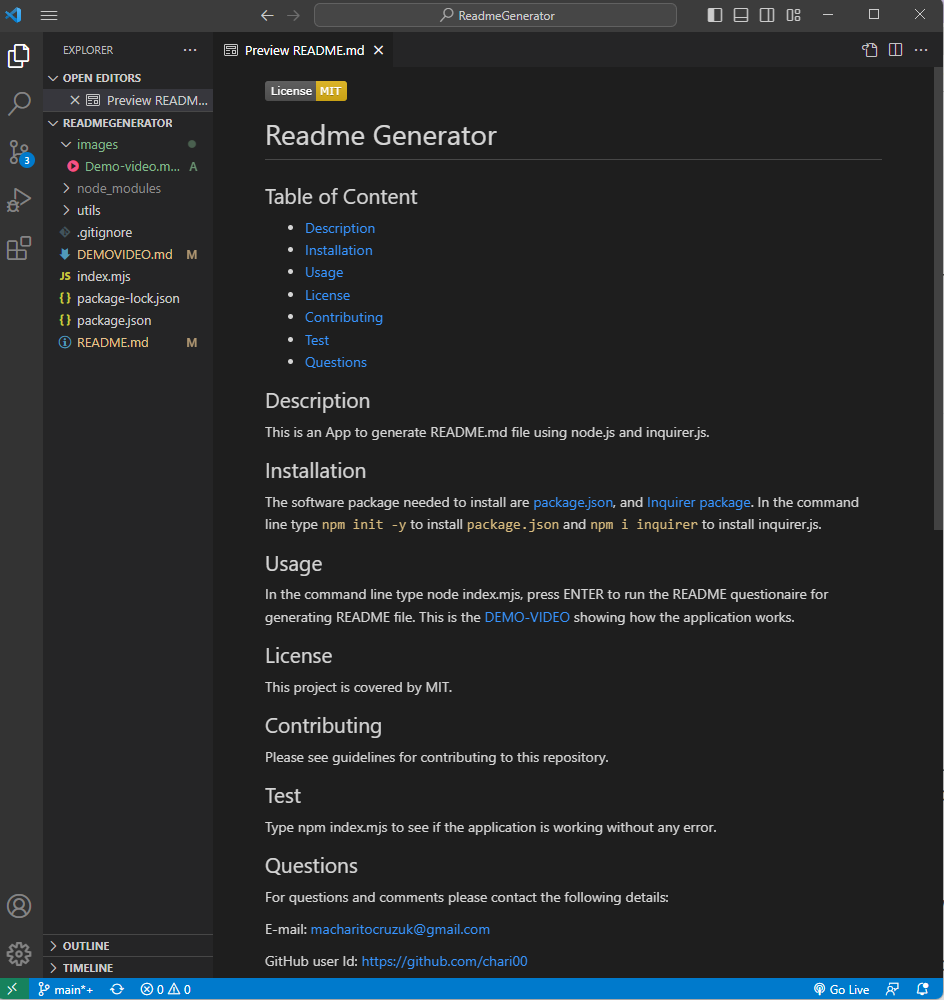 ReadmeGenerator
EXPLORER
OPEN EDITORS
Preview READM...
READMEGENERATOR
images
Demo-video.m... A
node_modules
utils
.gitignore
DEMOVIDEO.md M
JS index.mjs
{} package-lock.json
{} package.json
README.md M
OUTLINE
TIMELINE
3
Preview README.md
License MIT
Readme Generator
Table of Content
• Description
• Installation
• Usage
• License
• Contributing
• Test
• Questions
Description
This is an App to generate README.md file using node.js and inquirer.js.
Installation
The software package needed to install are package.json, and Inquirer package. In the command
line type npm init -y to install package.json and npm i inquirer to install inquirer.js.
Usage
In the command line type node index.mjs, press ENTER to run the README questionaire for
generating README file. This is the DEMO-VIDEO showing how the application works.
License
This project is covered by MIT.
Contributing
Please see guidelines for contributing to this repository.
Test
Type npm index.mjs to see if the application is working without any error.
Questions
For questions and comments please contact the following details:
E-mail: macharitocruzuk@gmail.com
GitHub user Id: https://github.com/chari00
main*+ 0 0 Go Live